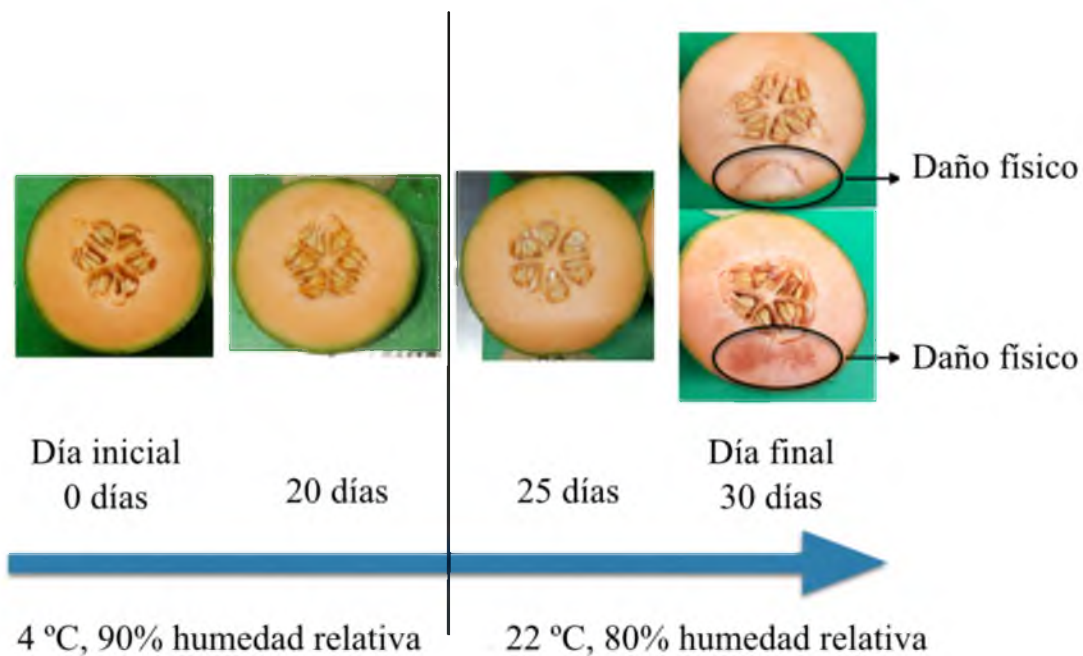 Daño físico
Daño físico
Día inicial
0 días
20 días
25 días
Día final
30 días
4 ºC, 90% humedad relativa
22 ºC, 80% humedad relativa